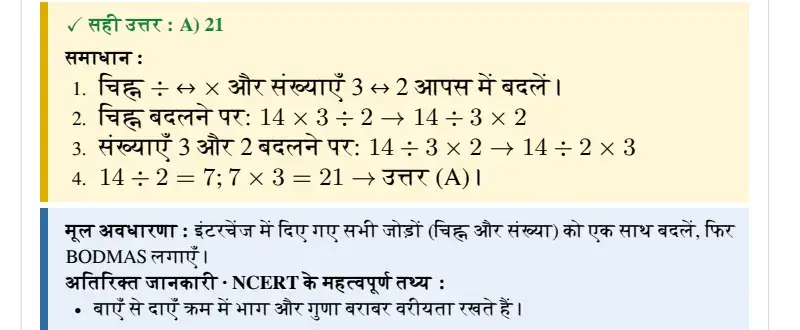 ✓ सही उत्तर : A) 21
समाधान :
1. चिह्न ÷ ↔ × और संख्याएँ 3 ↔ 2 आपस में बदलें।
2. चिह्न बदलने पर: 14 × 3 ÷ 2 → 14 ÷ 3 × 2
3. संख्याएँ 3 और 2 बदलने पर: 14 ÷ 3 × 2 → 14 ÷ 2 × 3
4. 14 ÷ 2 = 7; 7 × 3 = 21 → उत्तर (A)।
मूल अवधारणा : इंटरचेंज में दिए गए सभी जोड़ों (चिह्न और संख्या) को एक साथ बदलें, फिर
BODMAS लगाएँ।
अतिरिक्त जानकारी · NCERT के महत्वपूर्ण तथ्य :
• बाएँ से दाएँ क्रम में भाग और गुणा बराबर वरीयता रखते हैं।